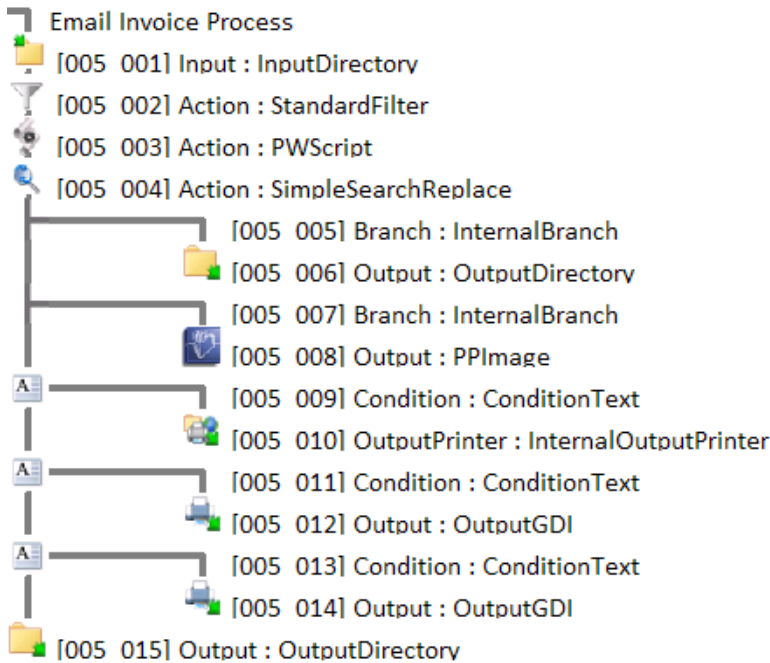 Email Invoice Process
[005 001] Input : InputDirectory
[005 002] Action : StandardFilter
[005 003] Action : PWScript
[005 004] Action : SimpleSearchReplace
[005 005] Branch : InternalBranch
[005 006] Output : OutputDirectory
[005 007] Branch : InternalBranch
[005 008] Output : PPImage
A
[005 009] Condition : ConditionText
[005 010] OutputPrinter : InternalOutputPrinter
A
[005 011] Condition : ConditionText
[005 012] Output : OutputGDI
A
[005 013] Condition : ConditionText
[005 014] Output : OutputGDI
[005 015] Output : OutputDirectory